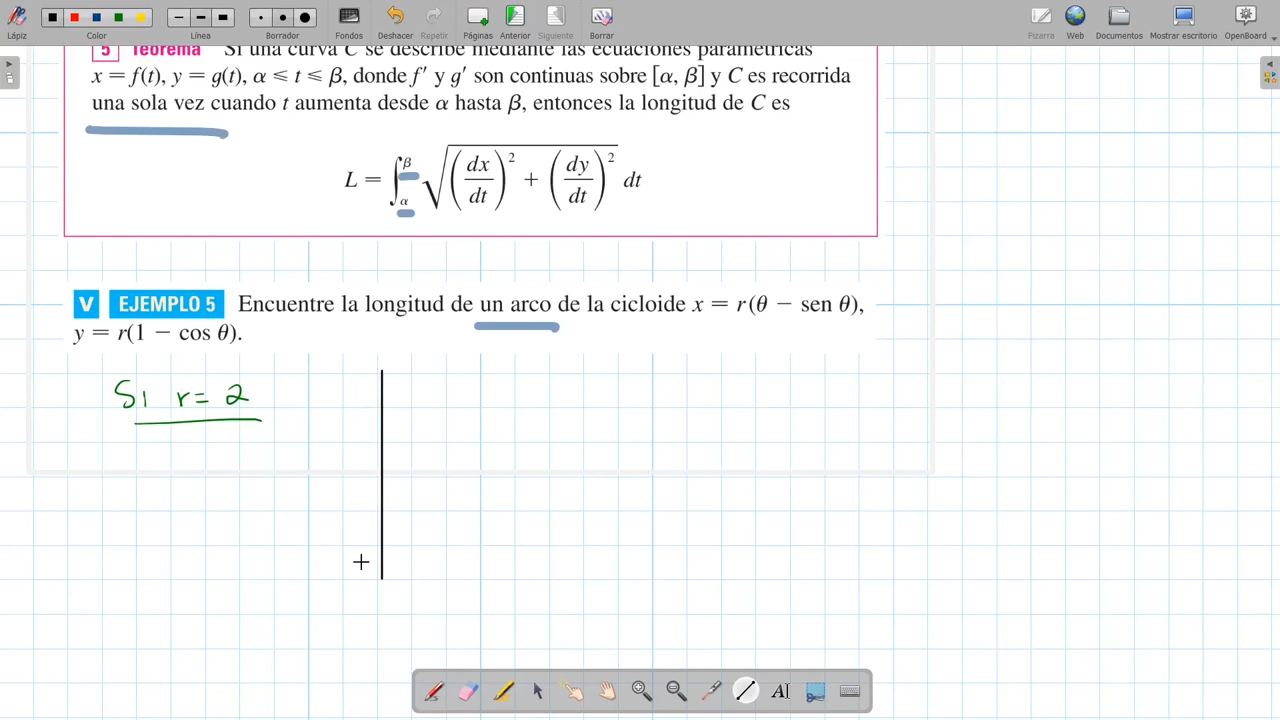 Lápiz Color Línea Borrador Fondos Deshacer Repetir Páginas Anterior Siguiente Borrar Pizarra Web Documentos Mostrar escritorio OpenBoard
5 Teorema Si una curva C se describe mediante las ecuaciones paramétricas
x = f(t), y = g(t), α ⩽ t ⩽ β, donde f′ y g′ son continuas sobre [α, β] y C es recorrida
una sola vez cuando t aumenta desde α hasta β, entonces la longitud de C es
L = ∫_α^β √((dx/dt)² + (dy/dt)²) dt
V EJEMPLO 5 Encuentre la longitud de un arco de la cicloide x = r(θ − sen θ),
y = r(1 − cos θ).
Si r = 2